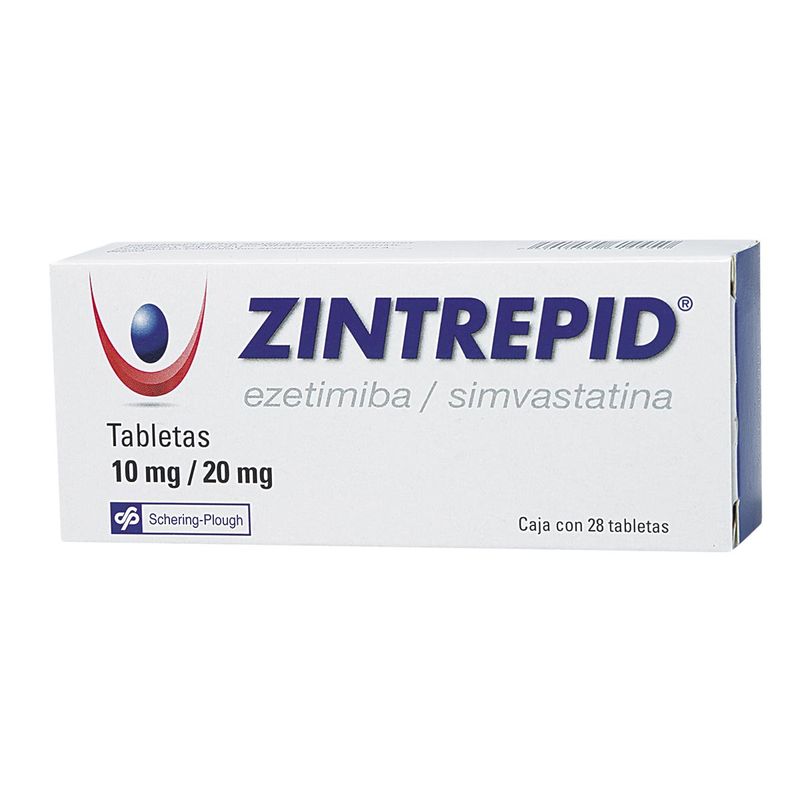 ZINTREPID®
ezetimiba / simvastatina
Tabletas
10 mg / 20 mg
Schering-Plough
Caja con 28 tabletas